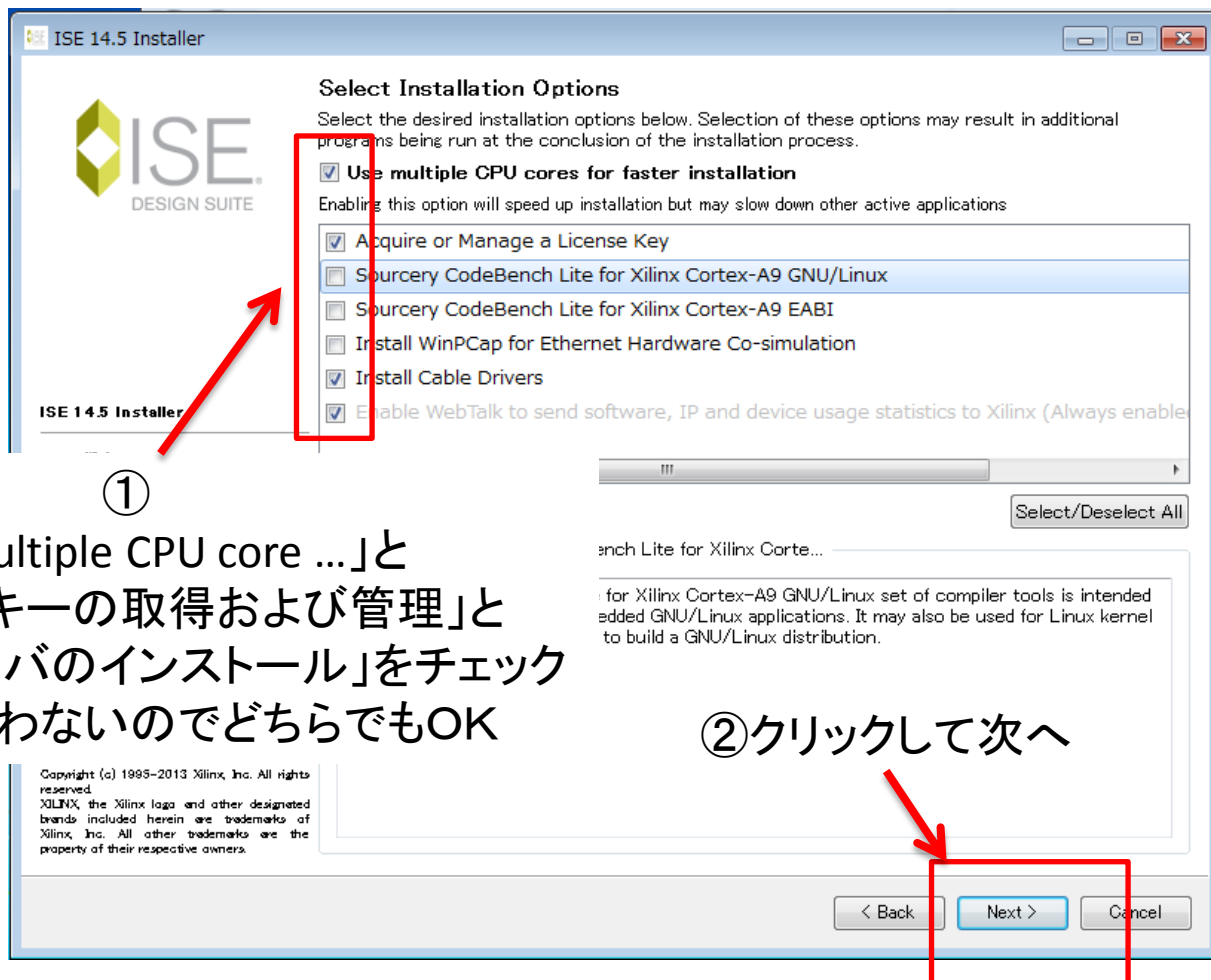 ISE 14.5 Installer
ISE.
DESIGN SUITE
Select Installation Options
Select the desired installation options below. Selection of these options may result in additional
programs being run at the conclusion of the installation process.
Use multiple CPU cores for faster installation
Enabling this option will speed up installation but may slow down other active applications
Acquire or Manage a License Key
Sourcery CodeBench Lite for Xilinx Cortex-A9 GNU/Linux
Sourcery CodeBench Lite for Xilinx Cortex-A9 EABI
Install WinPCap for Ethernet Hardware Co-simulation
Install Cable Drivers
Enable WebTalk to send software, IP and device usage statistics to Xilinx (Always enabled
ISE 14.5 Installer
Select/Deselect All
①
ultiple CPU core ...」と
キーの取得および管理」と
バのインストール」をチェック
わないのでどちらでもOK
ench Lite for Xilinx Corte...
for Xilinx Cortex-A9 GNU/Linux set of compiler tools is intended
edded GNU/Linux applications. It may also be used for Linux kernel
to build a GNU/Linux distribution.
②クリックして次へ
Copyright (c) 1995-2013 Xilinx, Inc. All rights
reserved.
XILINX, the Xilinx logo and other designated
brands included herein are trademarks of
Xilinx, Inc. All other trademarks are the
property of their respective owners.
< Back
Next >
Cancel